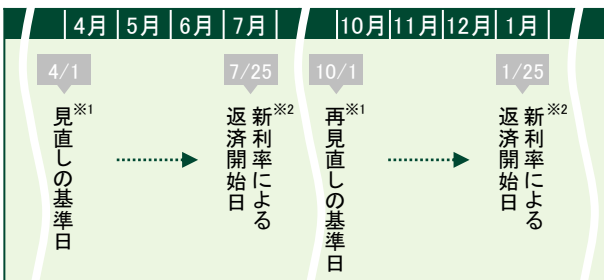 4月 5月 6月 7月 10月 11月 12月 1月
4/1
7/25
10/1
1/25
見直しの基準日※1
新利率による※2
返済開始日
再見直しの基準日※1
新利率による※2
返済開始日